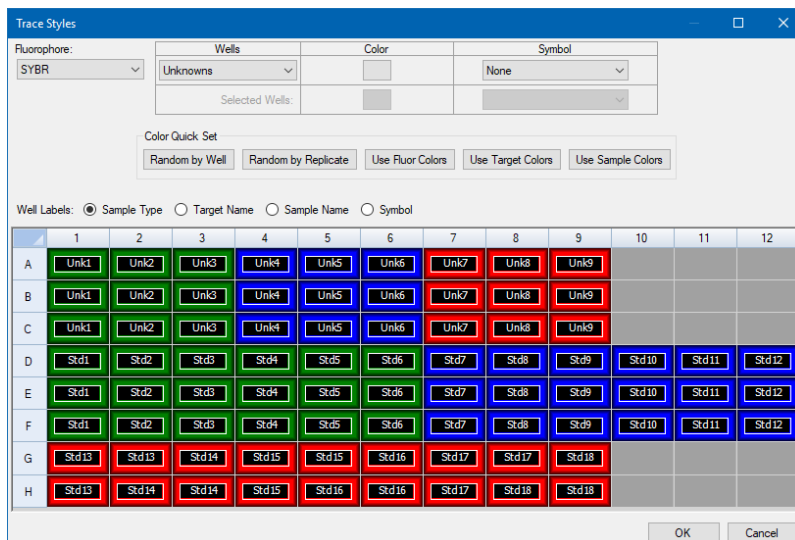 Trace Styles
Fluorophore:
Wells Color Symbol
SYBR Unknowns None
Selected Wells:
Color Quick Set
Random by Well Random by Replicate Use Fluor Colors Use Target Colors Use Sample Colors
Well Labels: Sample Type Target Name Sample Name Symbol
1 2 3 4 5 6 7 8 9 10 11 12
A Unk1 Unk2 Unk3 Unk4 Unk5 Unk6 Unk7 Unk8 Unk9
B Unk1 Unk2 Unk3 Unk4 Unk5 Unk6 Unk7 Unk8 Unk9
C Unk1 Unk2 Unk3 Unk4 Unk5 Unk6 Unk7 Unk8 Unk9
D Std1 Std2 Std3 Std4 Std5 Std6 Std7 Std8 Std9 Std10 Std11 Std12
E Std1 Std2 Std3 Std4 Std5 Std6 Std7 Std8 Std9 Std10 Std11 Std12
F Std1 Std2 Std3 Std4 Std5 Std6 Std7 Std8 Std9 Std10 Std11 Std12
G Std13 Std13 Std14 Std15 Std15 Std16 Std17 Std17 Std18
H Std13 Std14 Std14 Std15 Std16 Std16 Std17 Std18 Std18
OK Cancel